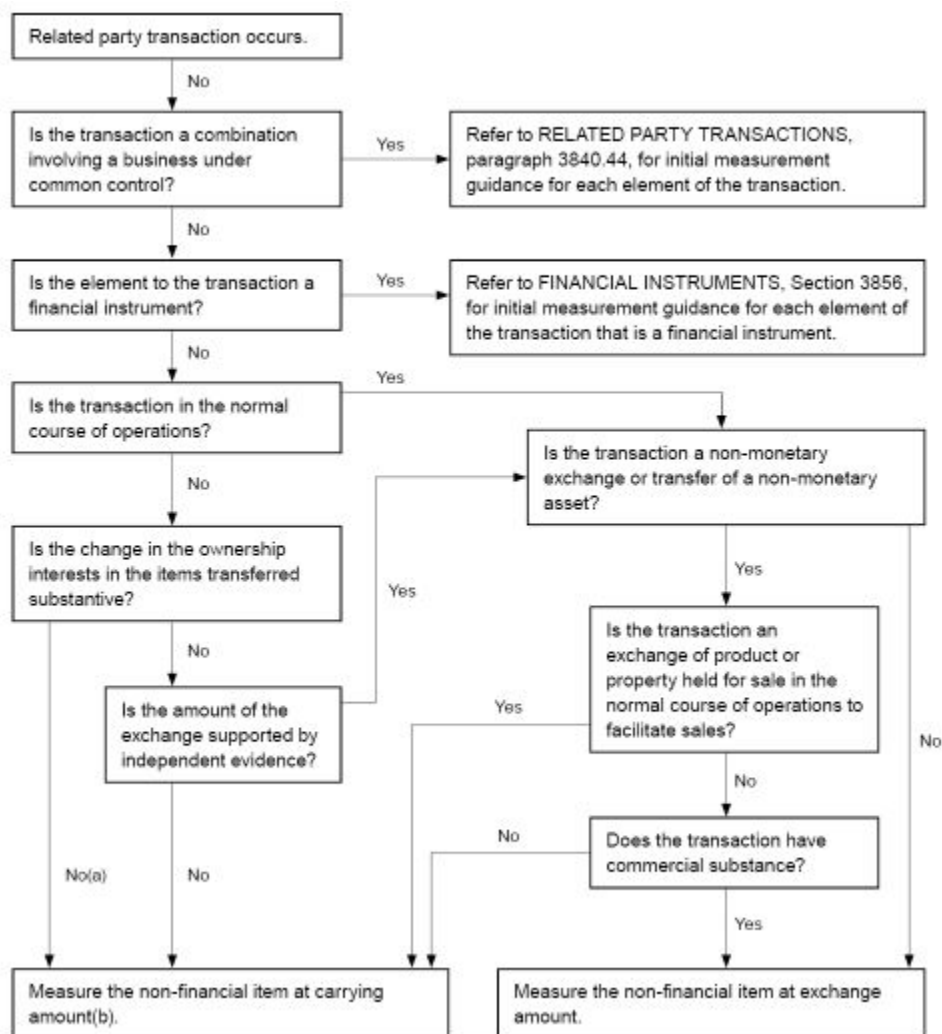 Related party transaction occurs.
No
Is the transaction a combination
involving a business under
common control?
Yes
Refer to RELATED PARTY TRANSACTIONS,
paragraph 3840.44, for initial measurement
guidance for each element of the transaction.
No
Is the element to the transaction a
financial instrument?
Yes
Refer to FINANCIAL INSTRUMENTS, Section 3856,
for initial measurement guidance for each element of
the transaction that is a financial instrument.
No
Is the transaction in the normal
course of operations?
Yes
Is the transaction a non-monetary
exchange or transfer of a non-monetary
asset?
No
Is the change in the ownership
interests in the items transferred
substantive?
Yes
Yes
Is the transaction an
exchange of product or
property held for sale in the
normal course of operations to
facilitate sales?
No
Is the amount of the
exchange supported by
independent evidence?
Yes
No
No
Does the transaction have
commercial substance?
No
No(a)
No
Yes
Measure the non-financial item at carrying
amount(b).
Measure the non-financial item at exchange
amount.